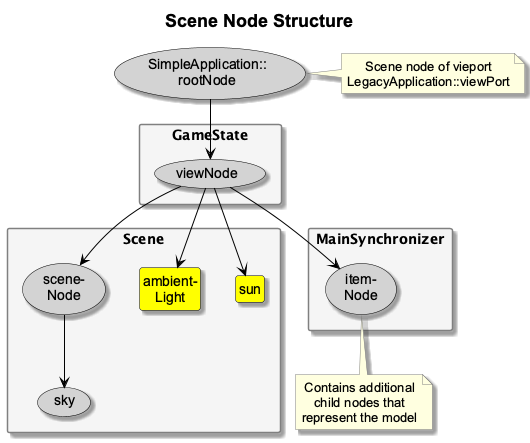 Scene Node Structure
SimpleApplication::
rootNode
Scene node of vieport
LegacyApplication::viewPort
GameState
viewNode
Scene
MainSynchronizer
scene-
Node
ambient-
Light
sun
item-
Node
sky
Contains additional
child nodes that
represent the model